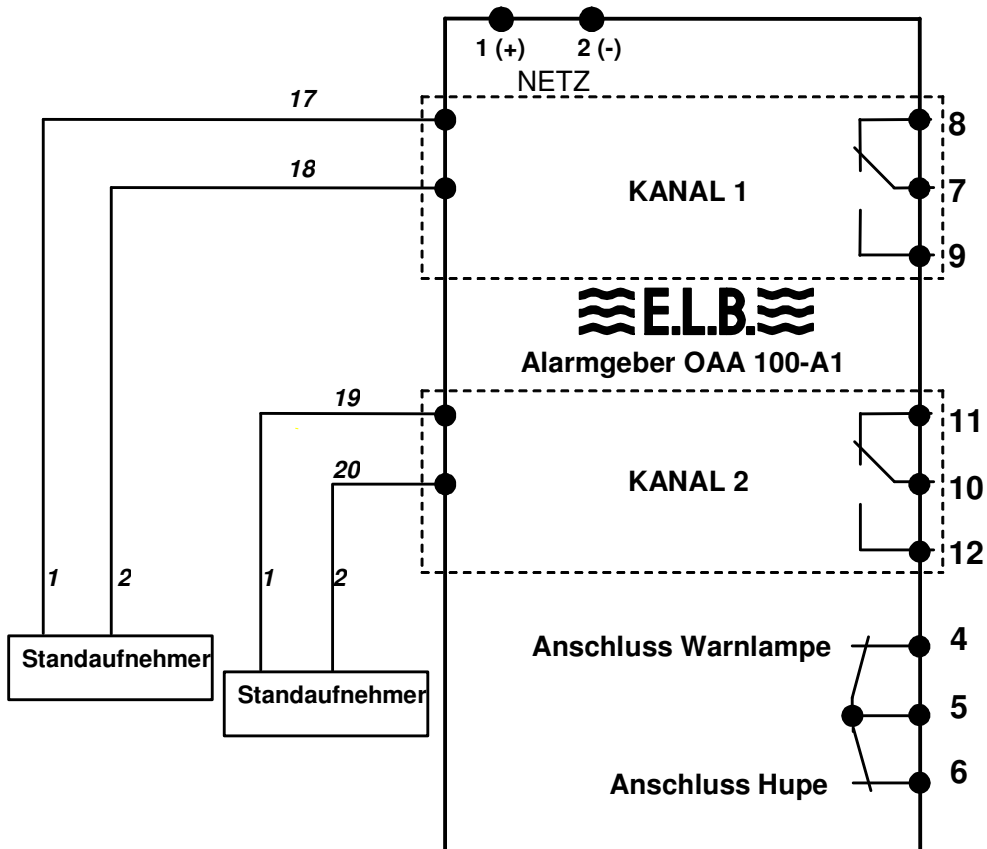 1 (+) 2 (-)
NETZ
17
8
18
KANAL 1
7
9
E.L.B.
Alarmgeber OAA 100-A1
19
11
20
KANAL 2
10
12
1 2 1 2
Standaufnehmer
Anschluss Warnlampe
4
Standaufnehmer
5
Anschluss Hupe
6